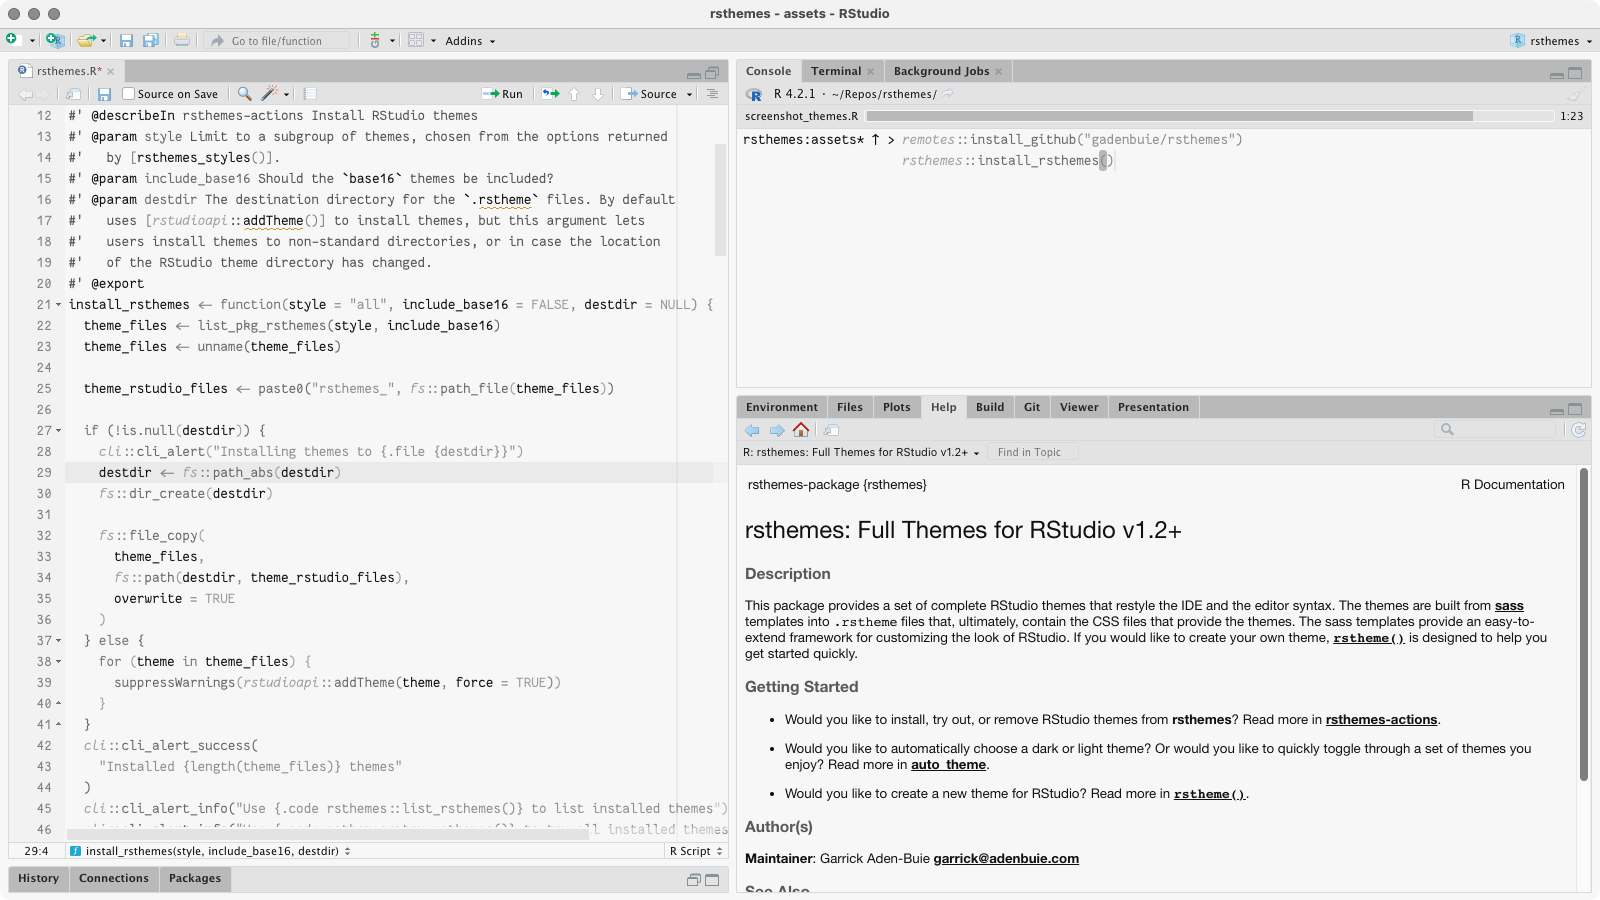 rsthemes - assets - RStudio
Go to file/function
Addins
rsthemes
rsthemes.R*
Source on Save
Run
Source
12 #' @describeIn rsthemes-actions Install RStudio themes
13 #' @param style Limit to a subgroup of themes, chosen from the options returned
14 #'   by [rsthemes_styles()].
15 #' @param include_base16 Should the `base16` themes be included?
16 #' @param destdir The destination directory for the `.rstheme` files. By default
17 #'   uses [rstudioapi::addTheme()] to install themes, but this argument lets
18 #'   users install themes to non-standard directories, or in case the location
19 #'   of the RStudio theme directory has changed.
20 #' @export
21 install_rsthemes <- function(style = "all", include_base16 = FALSE, destdir = NULL) {
22   theme_files <- list_pkg_rsthemes(style, include_base16)
23   theme_files <- unname(theme_files)
24
25   theme_rstudio_files <- paste0("rsthemes_", fs::path_file(theme_files))
26
27   if (!is.null(destdir)) {
28     cli::cli_alert("Installing themes to {.file {destdir}}")
29     destdir <- fs::path_abs(destdir)
30     fs::dir_create(destdir)
31
32     fs::file_copy(
33       theme_files,
34       fs::path(destdir, theme_rstudio_files),
35       overwrite = TRUE
36     )
37   } else {
38     for (theme in theme_files) {
39       suppressWarnings(rstudioapi::addTheme(theme, force = TRUE))
40     }
41   }
42   cli::cli_alert_success(
43     "Installed {length(theme_files)} themes"
44   )
45   cli::cli_alert_info("Use {.code rsthemes::list_rsthemes()} to list installed themes")
46 all installed themes
29:4 install_rsthemes(style, include_base16, destdir) R Script
History Connections Packages
Console Terminal Background Jobs
R 4.2.1 · ~/Repos/rsthemes/
screenshot_themes.R 1:23
rsthemes:assets* ↑ > remotes::install_github("gadenbuie/rsthemes")
rsthemes::install_rsthemes()
Environment Files Plots Help Build Git Viewer Presentation
R: rsthemes: Full Themes for RStudio v1.2+ Find in Topic
rsthemes-package {rsthemes} R Documentation
rsthemes: Full Themes for RStudio v1.2+
Description
This package provides a set of complete RStudio themes that restyle the IDE and the editor syntax. The themes are built from sass
templates into .rstheme files that, ultimately, contain the CSS files that provide the themes. The sass templates provide an easy-to-
extend framework for customizing the look of RStudio. If you would like to create your own theme, rstheme() is designed to help you
get started quickly.
Getting Started
• Would you like to install, try out, or remove RStudio themes from rsthemes? Read more in rsthemes-actions.
• Would you like to automatically choose a dark or light theme? Or would you like to quickly toggle through a set of themes you
enjoy? Read more in auto_theme.
• Would you like to create a new theme for RStudio? Read more in rstheme().
Author(s)
Maintainer: Garrick Aden-Buie garrick@adenbuie.com
See Also